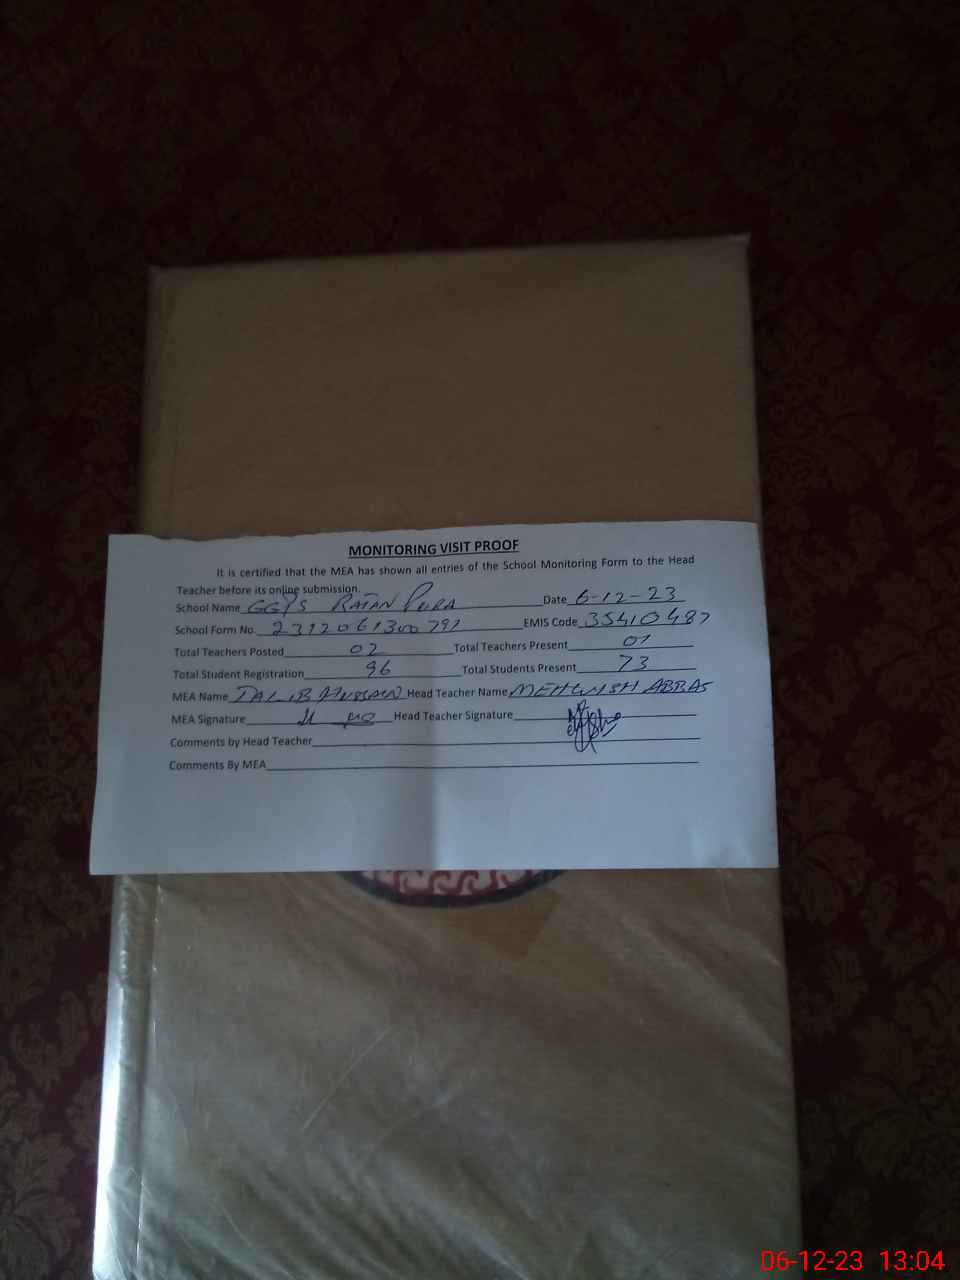 MONITORING VISIT PROOF
It is certified that the MEA has shown all entries of the School Monitoring Form to the Head
Teacher before its online submission.
School Name GGPS RATAN PURA Date 6-12-23
School Form No. 2312061300791 EMIS Code 35410487
Total Teachers Posted 02 Total Teachers Present 01
Total Student Registration 96 Total Students Present 73
MEA Name TALIB HUSSAIN Head Teacher Name MEHWISH ABBAS
MEA Signature Head Teacher Signature
Comments by Head Teacher
Comments By MEA
06-12-23 13:04